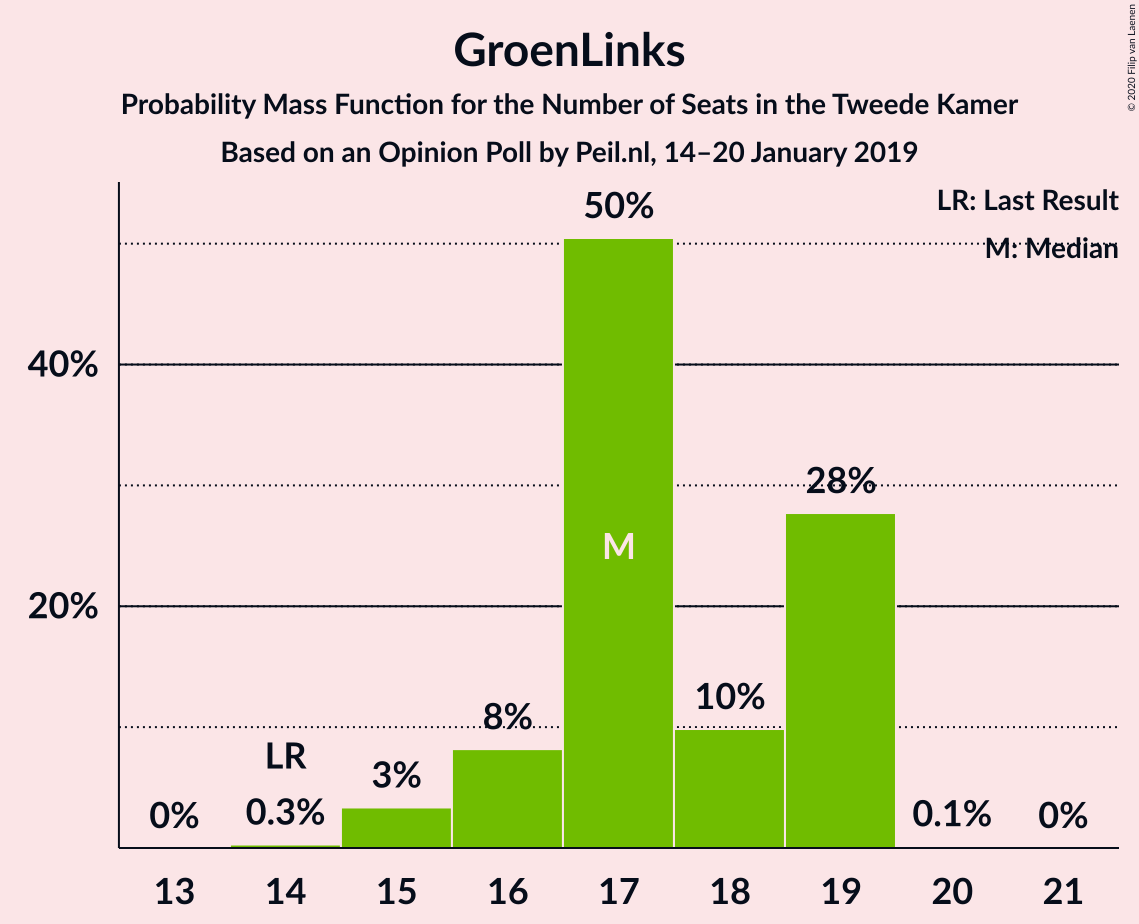 GroenLinks
Probability Mass Function for the Number of Seats in the Tweede Kamer
Based on an Opinion Poll by Peil.nl, 14–20 January 2019
© 2020 Filip van Laenen
LR: Last Result
M: Median
50%
40%
28%
M
20%
10%
8%
LR
3%
0%
0.3%
0.1%
0%
13 14 15 16 17 18 19 20 21